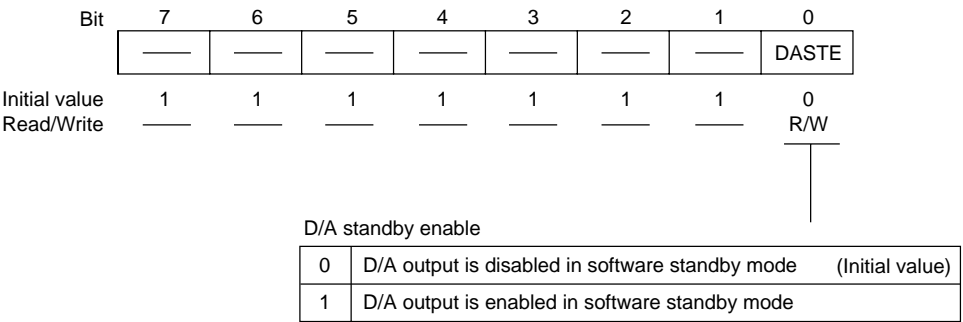 Bit 7 6 5 4 3 2 1 0
— — — — — — — DASTE
Initial value 1 1 1 1 1 1 1 0
Read/Write — — — — — — — R/W
D/A standby enable
0 D/A output is disabled in software standby mode (Initial value)
1 D/A output is enabled in software standby mode